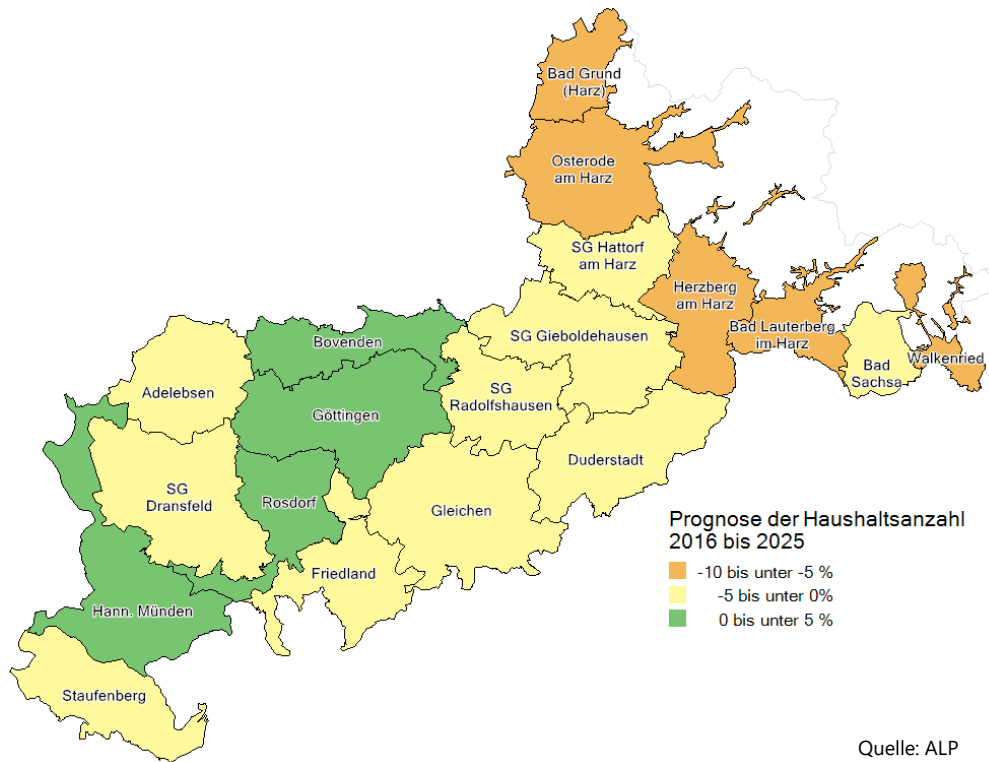 Bad Grund
(Harz)
Osterode
am Harz
SG Hattorf
am Harz
Herzberg
am Harz
Bad Lauterberg
im Harz
Walkenried
Bad
Sachsa
SG Gieboldehausen
Bovenden
Adelebsen
SG
Radolfshausen
Göttingen
Duderstadt
SG
Dransfeld
Rosdorf
Gleichen
Friedland
Hann. Münden
Staufenberg
Prognose der Haushaltsanzahl
2016 bis 2025
-10 bis unter -5 %
-5 bis unter 0%
0 bis unter 5 %
Quelle: ALP